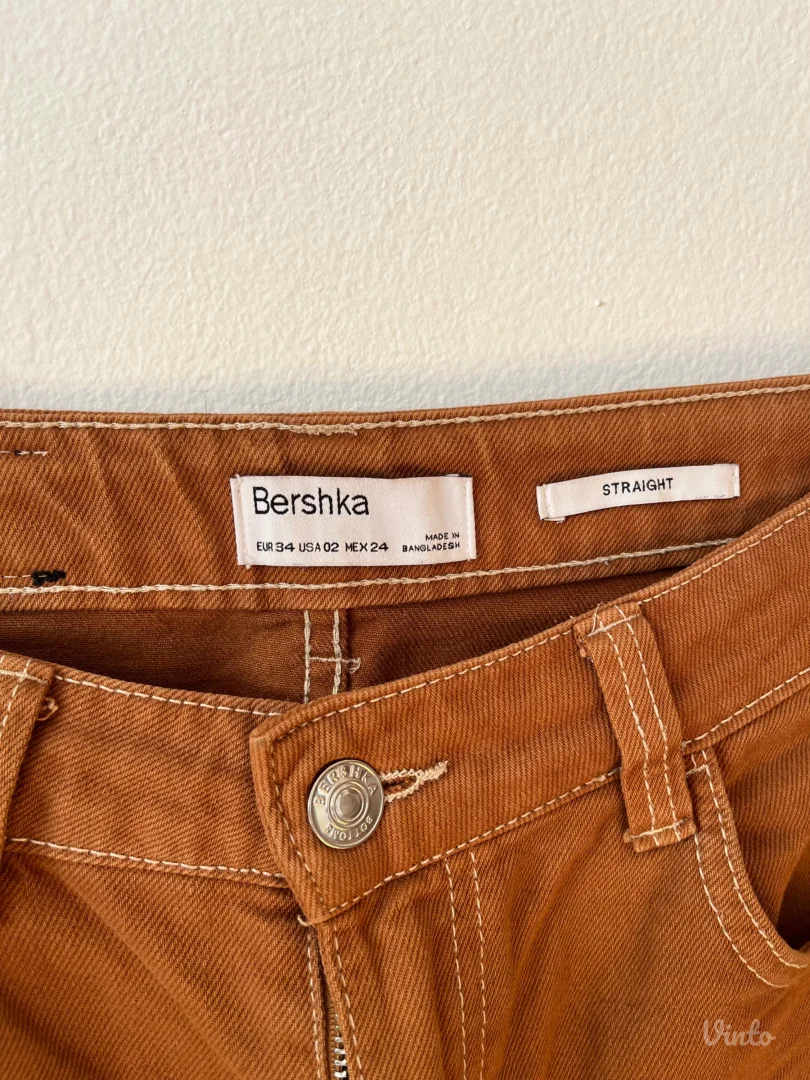 Bershka
EUR 34 USA 02 MEX 24
MADE IN
BANGLADESH
STRAIGHT
BERSHKA
BOTTOMS
Vinto